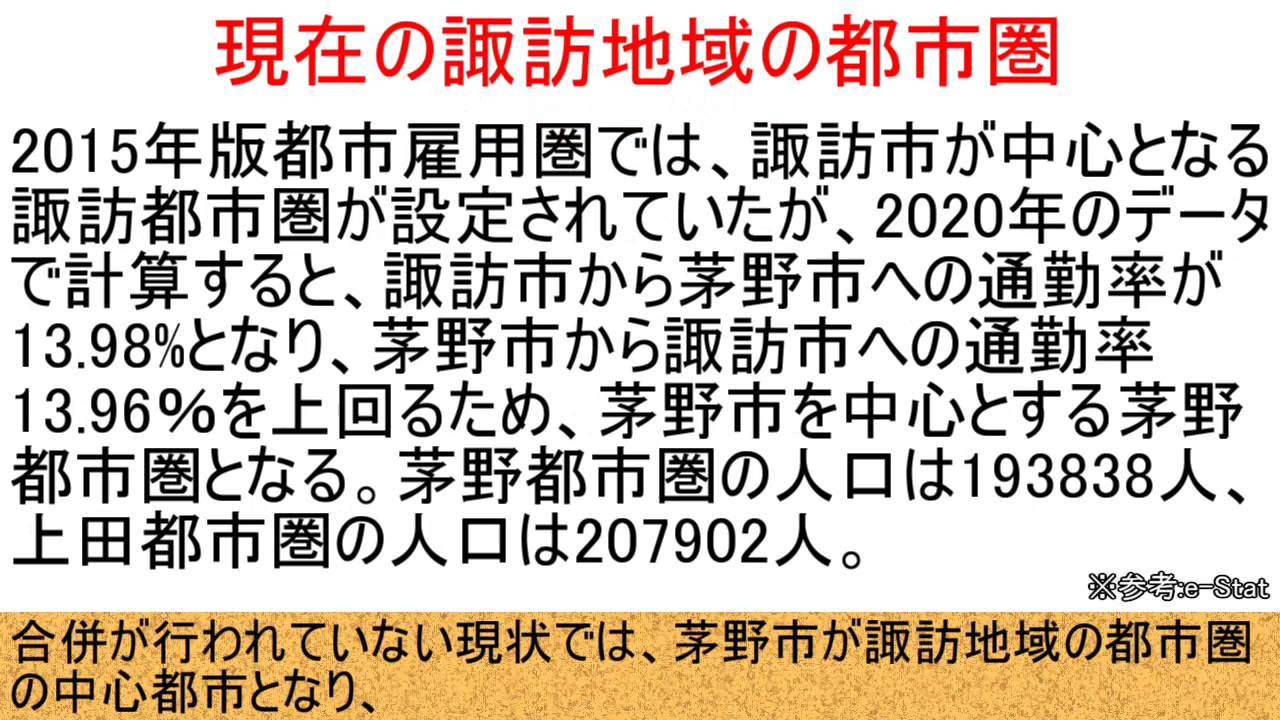 現在の諏訪地域の都市圏
2015年版都市雇用圏では、諏訪市が中心となる
諏訪都市圏が設定されていたが、2020年のデータ
で計算すると、諏訪市から茅野市への通勤率が
13.98%となり、茅野市から諏訪市への通勤率
13.96%を上回るため、茅野市を中心とする茅野
都市圏となる。茅野都市圏の人口は193838人、
上田都市圏の人口は207902人。
※参考:e-Stat
合併が行われていない現状では、茅野市が諏訪地域の都市圏
の中心都市となり、